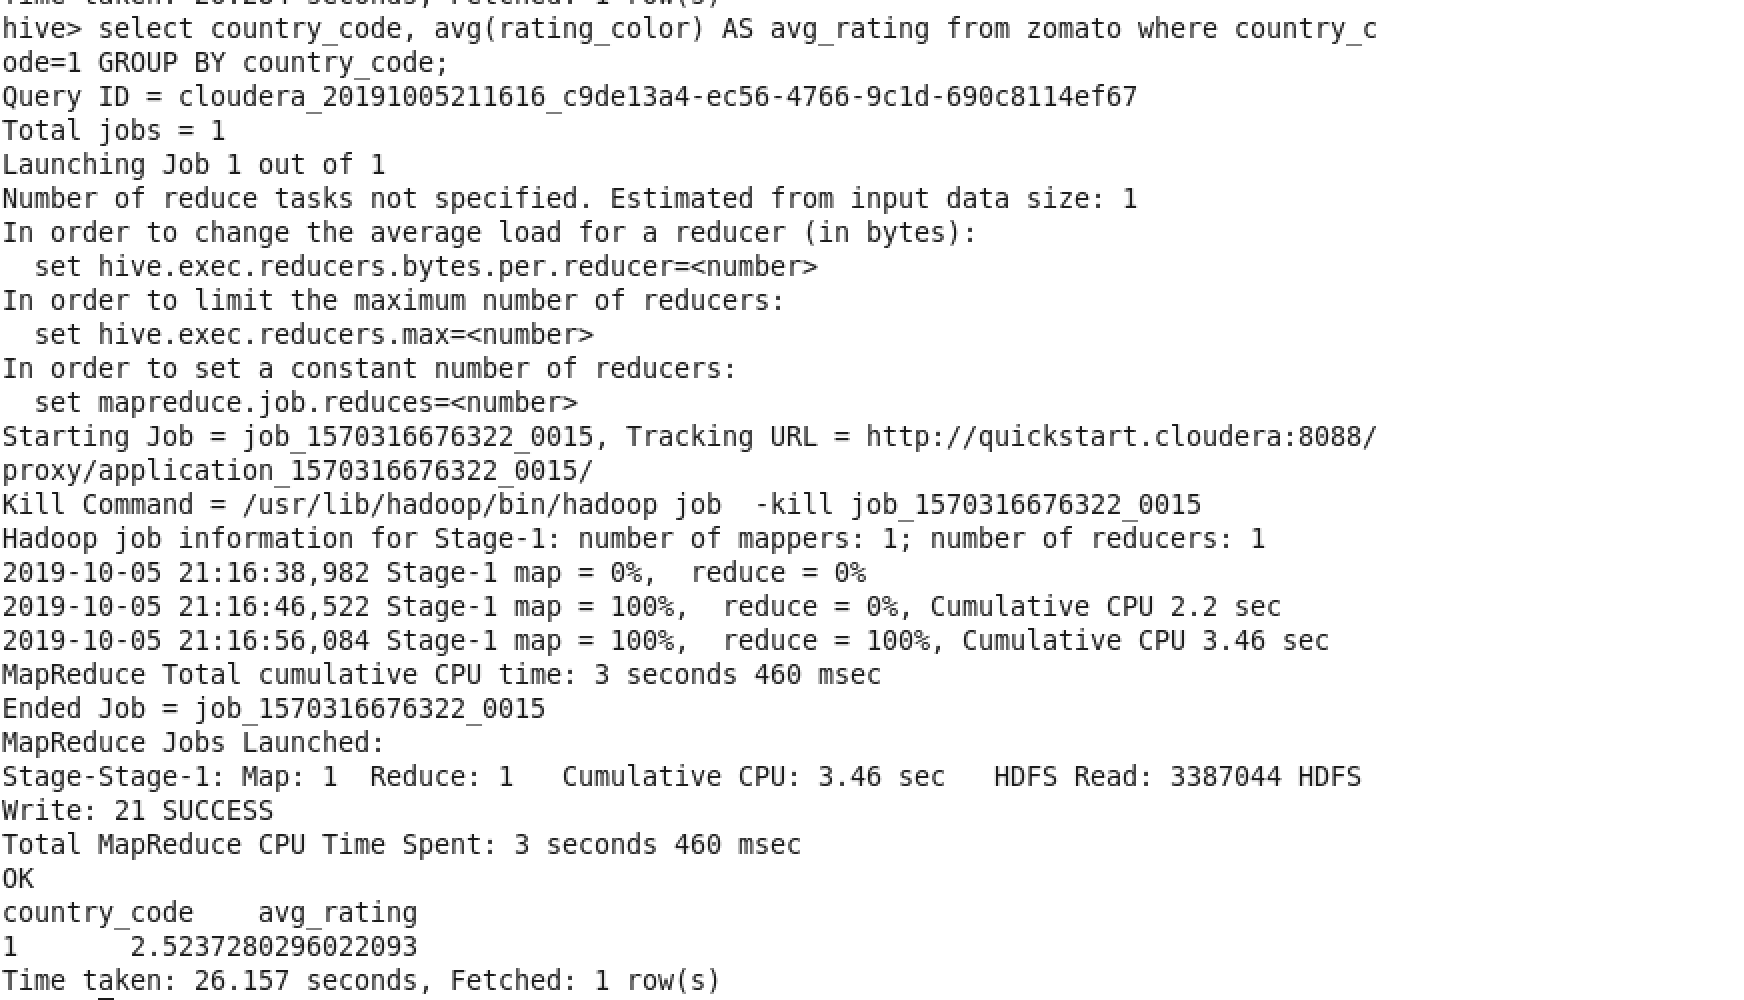 Time taken: 26.264 seconds, Fetched: 1 row(s)
hive> select country_code, avg(rating_color) AS avg_rating from zomato where country_c
ode=1 GROUP BY country_code;
Query ID = cloudera_20191005211616_c9de13a4-ec56-4766-9c1d-690c8114ef67
Total jobs = 1
Launching Job 1 out of 1
Number of reduce tasks not specified. Estimated from input data size: 1
In order to change the average load for a reducer (in bytes):
  set hive.exec.reducers.bytes.per.reducer=<number>
In order to limit the maximum number of reducers:
  set hive.exec.reducers.max=<number>
In order to set a constant number of reducers:
  set mapreduce.job.reduces=<number>
Starting Job = job_1570316676322_0015, Tracking URL = http://quickstart.cloudera:8088/
proxy/application_1570316676322_0015/
Kill Command = /usr/lib/hadoop/bin/hadoop job  -kill job_1570316676322_0015
Hadoop job information for Stage-1: number of mappers: 1; number of reducers: 1
2019-10-05 21:16:38,982 Stage-1 map = 0%,  reduce = 0%
2019-10-05 21:16:46,522 Stage-1 map = 100%,  reduce = 0%, Cumulative CPU 2.2 sec
2019-10-05 21:16:56,084 Stage-1 map = 100%,  reduce = 100%, Cumulative CPU 3.46 sec
MapReduce Total cumulative CPU time: 3 seconds 460 msec
Ended Job = job_1570316676322_0015
MapReduce Jobs Launched:
Stage-Stage-1: Map: 1  Reduce: 1   Cumulative CPU: 3.46 sec   HDFS Read: 3387044 HDFS
Write: 21 SUCCESS
Total MapReduce CPU Time Spent: 3 seconds 460 msec
OK
country_code    avg_rating
1       2.5237280296022093
Time taken: 26.157 seconds, Fetched: 1 row(s)